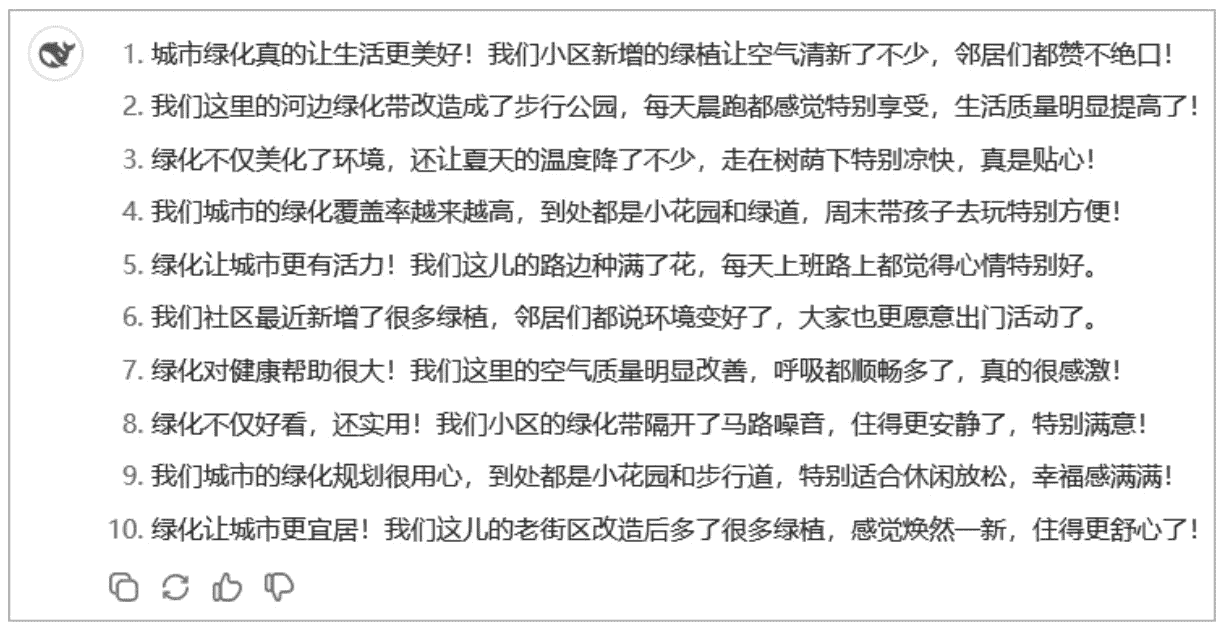 1. 城市绿化真的让生活更美好！我们小区新增的绿植让空气清新了不少，邻居们都赞不绝口！
2. 我们这里的河边绿化带改造成了步行公园，每天晨跑都感觉特别享受，生活质量明显提高了！
3. 绿化不仅美化了环境，还让夏天的温度降了不少，走在树荫下特别凉快，真是贴心！
4. 我们城市的绿化覆盖率越来越高，到处都是小花园和绿道，周末带孩子去玩特别方便！
5. 绿化让城市更有活力！我们这儿的路边种满了花，每天上班路上都觉得心情特别好。
6. 我们社区最近新增了很多绿植，邻居们都说环境变好了，大家也更愿意出门活动了。
7. 绿化对健康帮助很大！我们这里的空气质量明显改善，呼吸都顺畅多了，真的很感激！
8. 绿化不仅好看，还实用！我们小区的绿化带隔开了马路噪音，住得更安静了，特别满意！
9. 我们城市的绿化规划很用心，到处都是小花园和步行道，特别适合休闲放松，幸福感满满！
10. 绿化让城市更宜居！我们这儿的老街区改造后多了很多绿植，感觉焕然一新，住得更舒心了！